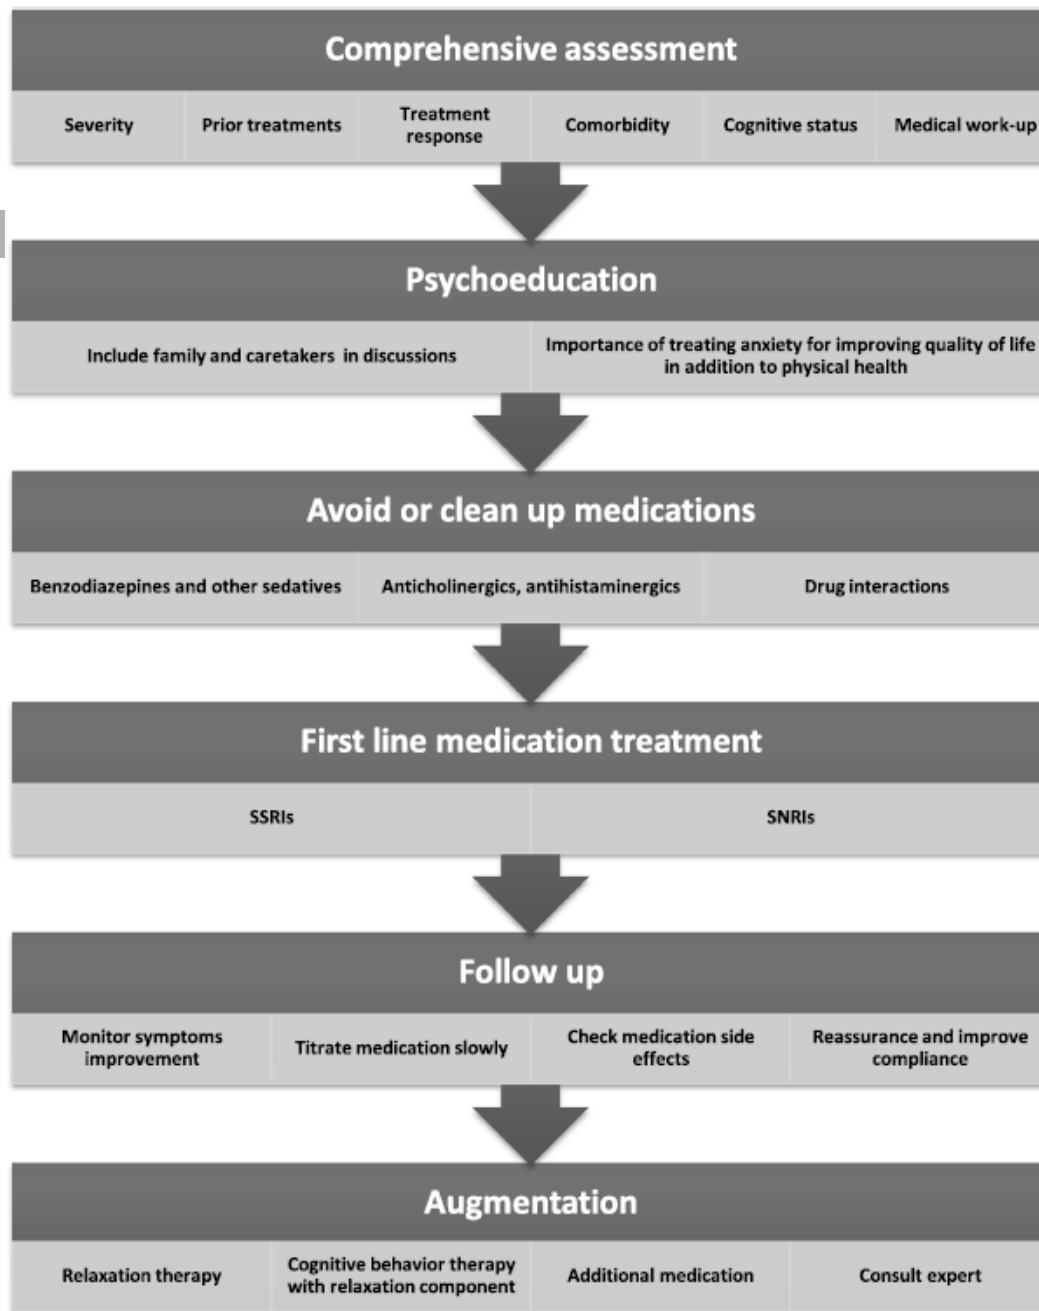 Comprehensive assessment
Severity
Prior treatments
Treatment
response
Comorbidity
Cognitive status
Medical work-up
Psychoeducation
Include family and caretakers in discussions
Importance of treating anxiety for improving quality of life
in addition to physical health
Avoid or clean up medications
Benzodiazepines and other sedatives
Anticholinergics, antihistaminergics
Drug interactions
First line medication treatment
SSRIs
SNRIs
Follow up
Monitor symptoms
improvement
Titrate medication slowly
Check medication side
effects
Reassurance and improve
compliance
Augmentation
Relaxation therapy
Cognitive behavior therapy
with relaxation component
Additional medication
Consult expert